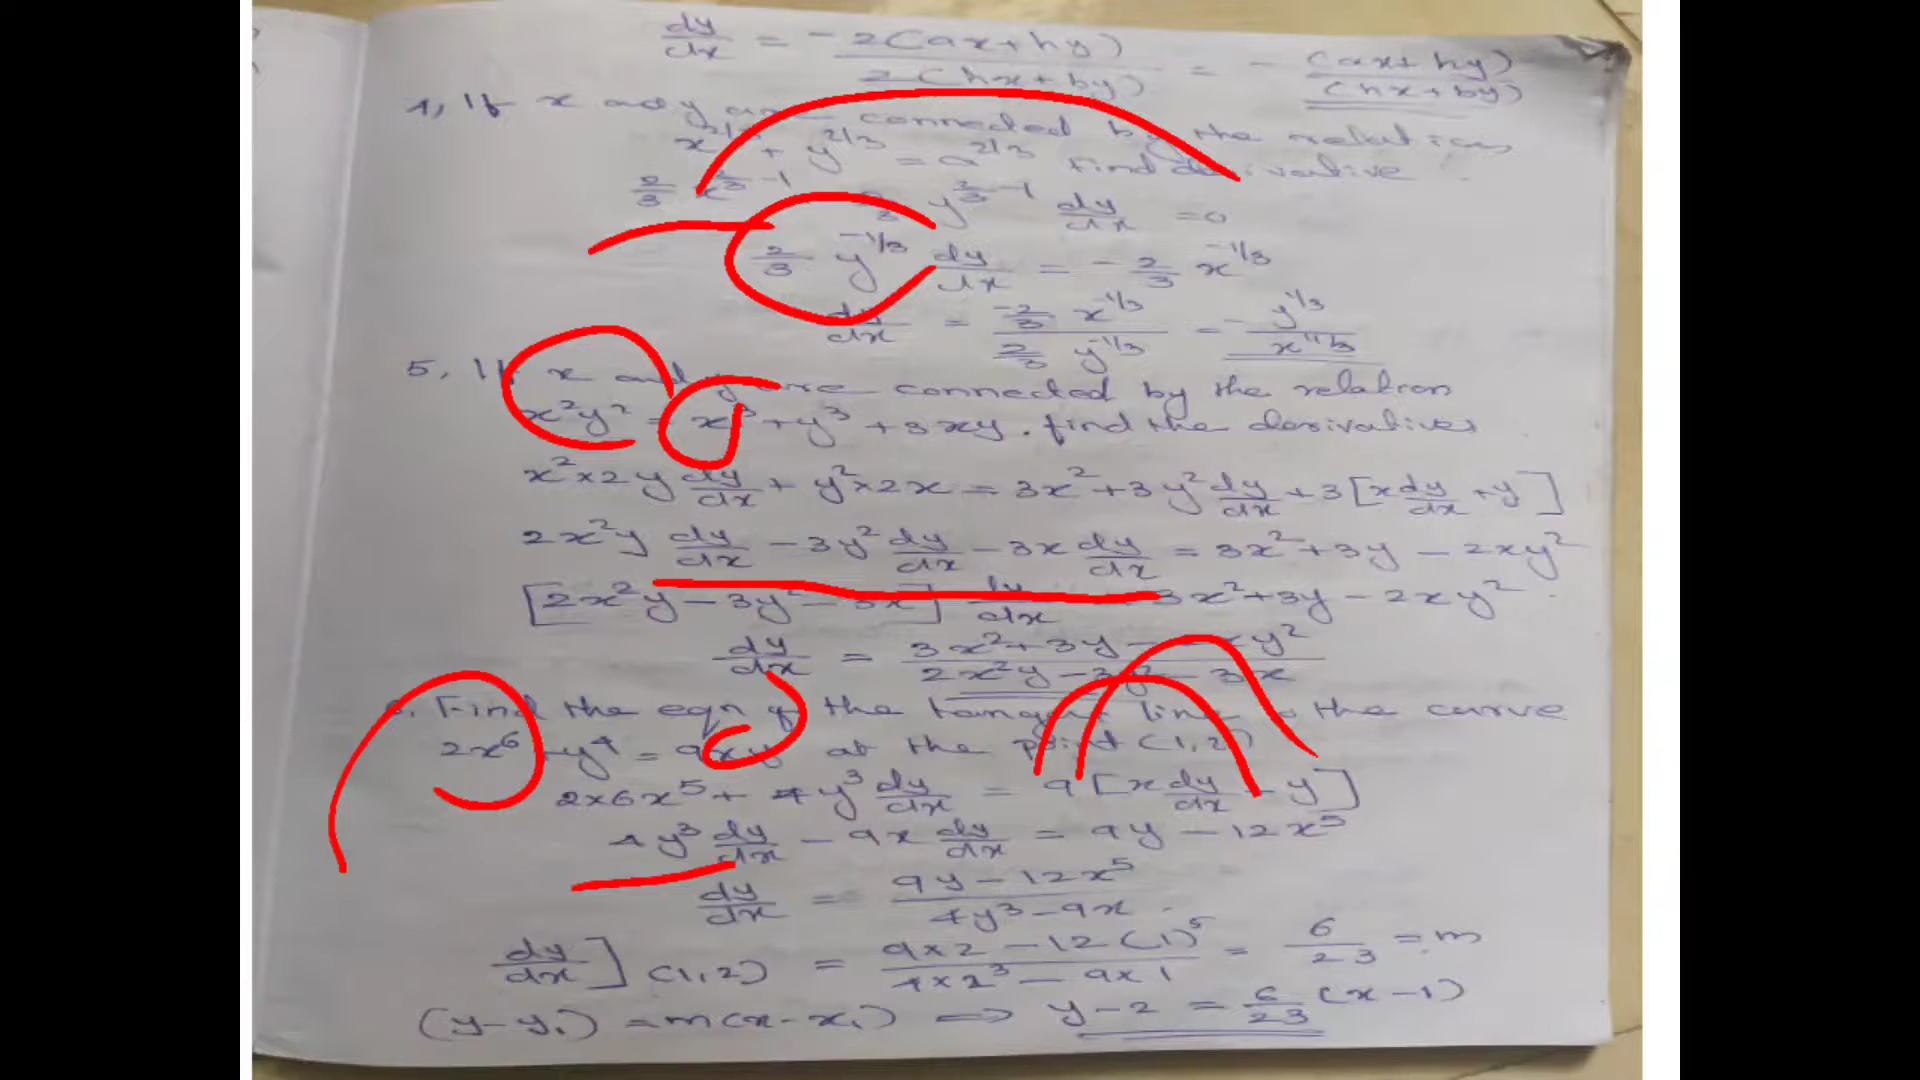 dy/dx = -2(ax+hy)/2(hx+by) = -(ax+hy)/(hx+by)
4, If x and y are connected by the relation
x^2/3 + y^2/3 = a^2/3 find derivative
2/3 x^2/3-1 2/3 y^2/3-1 dy/dx = 0
2/3 y^-1/3 dy/dx = -2/3 x^-1/3
dy/dx = -2/3 x^-1/3 / 2/3 y^-1/3 = -y^1/3 / x^1/3
5, If x and y are connected by the relation
x²y² = x³+y³+3xy. find the derivatives
x²×2y dy/dx + y²×2x = 3x²+3y² dy/dx + 3[x dy/dx + y]
2x²y dy/dx - 3y² dy/dx - 3x dy/dx = 3x²+3y-2xy²
[2x²y-3y²-3x] dy/dx 3x²+3y-2xy²
dy/dx = 3x²+3y- xy² / 2x²y-3y²-3x
6. Find the eqn of the tangent line to the curve
2x⁶+y⁴ = 9xy at the point (1,2)
2×6x⁵ + 4y³ dy/dx = 9[x dy/dx + y]
4y³ dy/dx - 9x dy/dx = 9y-12x⁵
dy/dx = 9y-12x⁵ / 4y³-9x.
dy/dx](1,2) = 9×2-12(1)⁵ / 4×2³-9×1 = 6/23 = m
(y-y₁) = m(x-x₁) => y-2 = 6/23 (x-1)